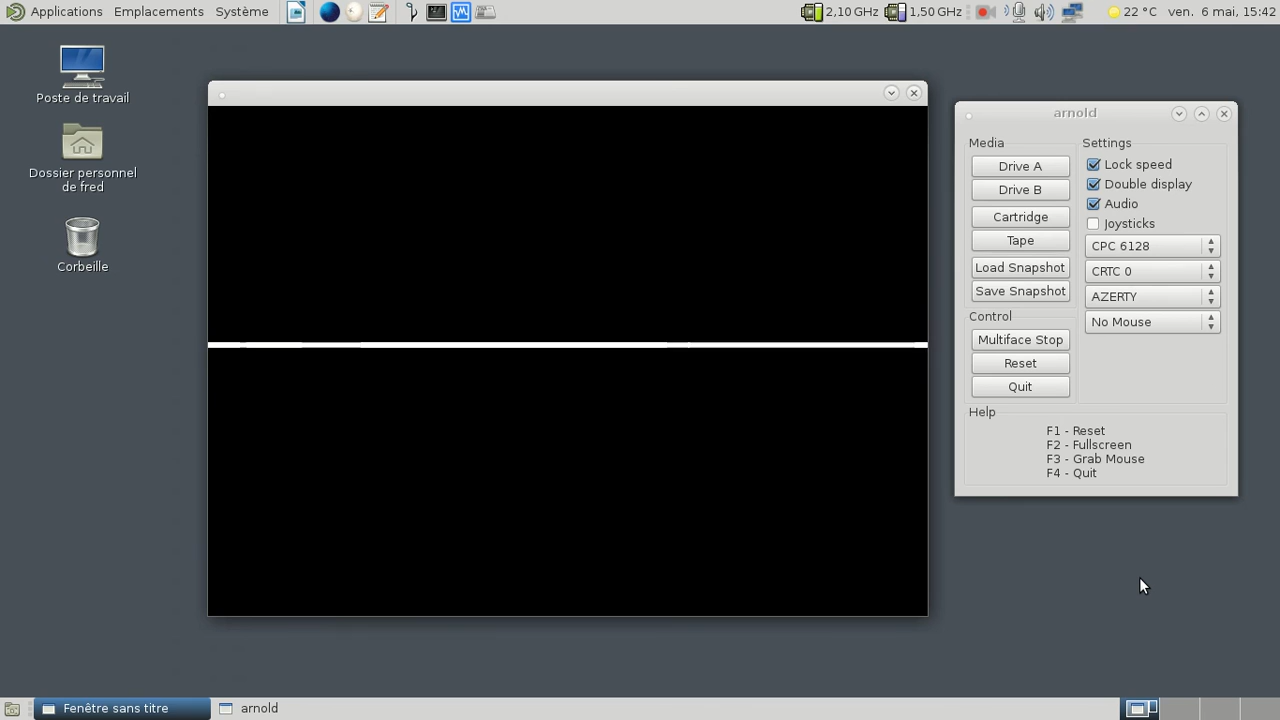 Applications Emplacements Système 2,10 GHz 1,50 GHz 22 °C ven. 6 mai, 15:42
Poste de travail
Dossier personnel
de fred
Corbeille
arnold
Media
Drive A
Drive B
Cartridge
Tape
Load Snapshot
Save Snapshot
Control
Multiface Stop
Reset
Quit
Settings
Lock speed
Double display
Audio
Joysticks
CPC 6128
CRTC 0
AZERTY
No Mouse
Help
F1 - Reset
F2 - Fullscreen
F3 - Grab Mouse
F4 - Quit
Fenêtre sans titre arnold